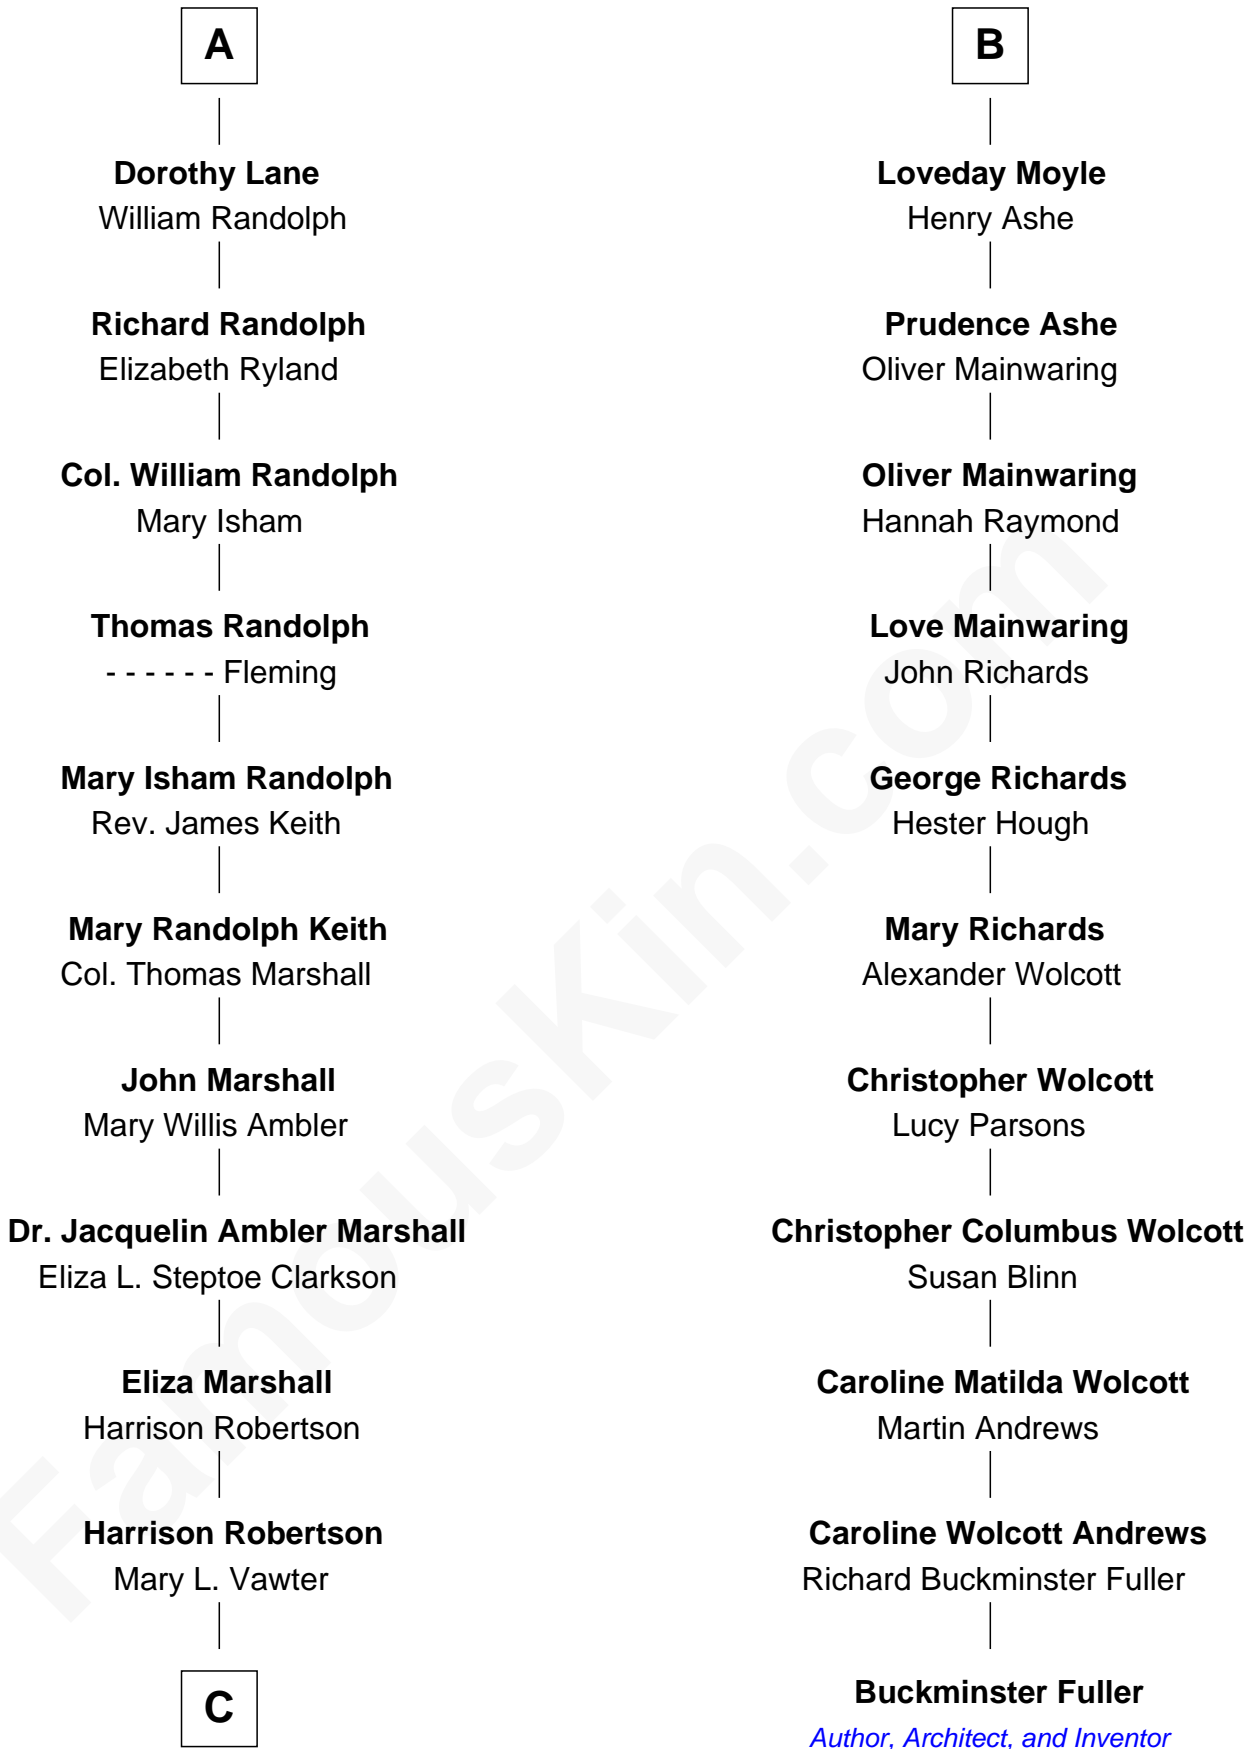 A
Dorothy Lane
William Randolph
Richard Randolph
Elizabeth Ryland
Col. William Randolph
Mary Isham
Thomas Randolph
- - - - - - Fleming
Mary Isham Randolph
Rev. James Keith
Mary Randolph Keith
Col. Thomas Marshall
John Marshall
Mary Willis Ambler
Dr. Jacquelin Ambler Marshall
Eliza L. Steptoe Clarkson
Eliza Marshall
Harrison Robertson
Harrison Robertson
Mary L. Vawter
C
B
Loveday Moyle
Henry Ashe
Prudence Ashe
Oliver Mainwaring
Oliver Mainwaring
Hannah Raymond
Love Mainwaring
John Richards
George Richards
Hester Hough
Mary Richards
Alexander Wolcott
Christopher Wolcott
Lucy Parsons
Christopher Columbus Wolcott
Susan Blinn
Caroline Matilda Wolcott
Martin Andrews
Caroline Wolcott Andrews
Richard Buckminster Fuller
Buckminster Fuller
Author, Architect, and Inventor
FamousKin.com